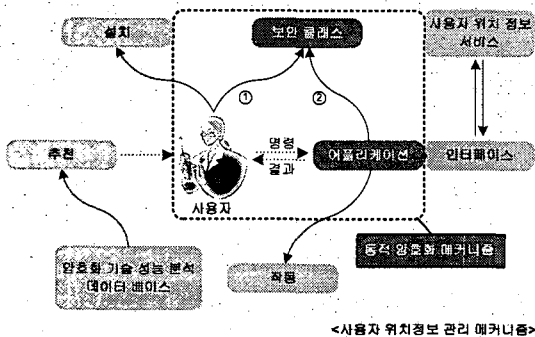 설치
보안 클래스
사용자 위치 정보
서비스
①
②
추천
명령
결과
어플리케이션
인터페이스
사용자
동적 암호화 메커니즘
암호화 기술 성능 분석
데이터 베이스
작동
<사용자 위치정보 관리 메커니즘>